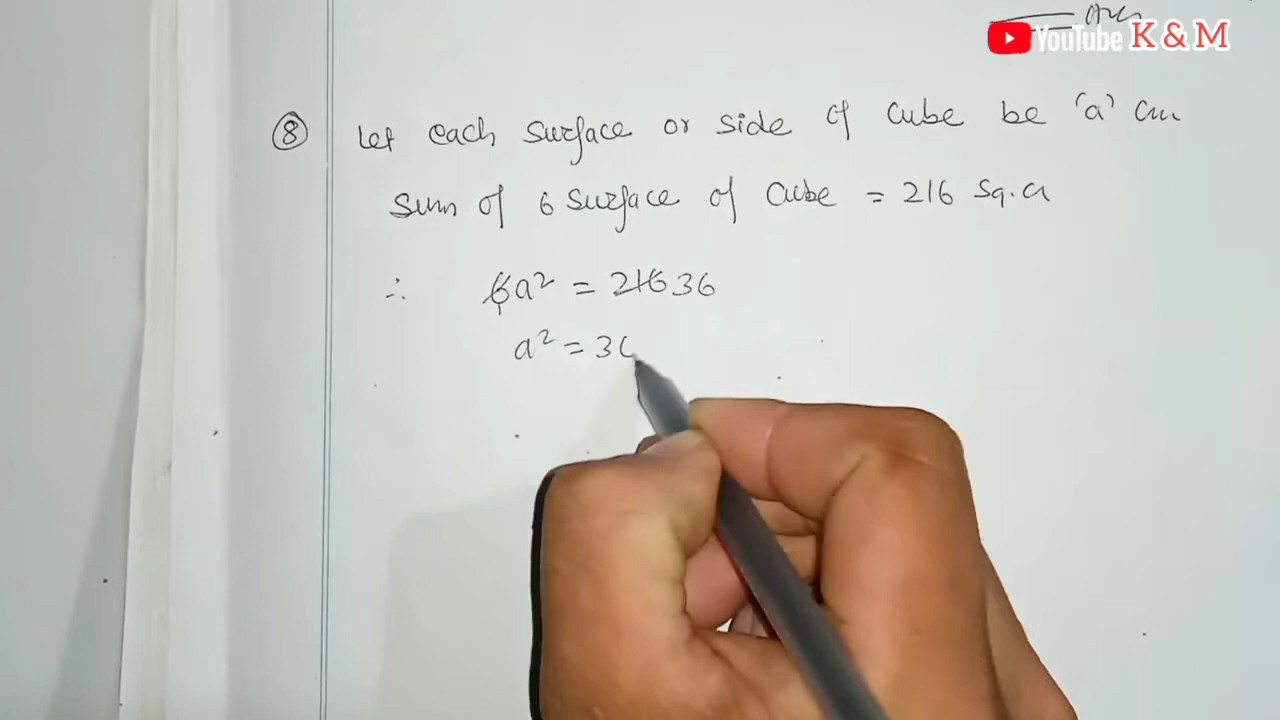 Ans
YouTube K & M
⑧ Let each surface or side of cube be 'a' cm
Sum of 6 surface of cube = 216 Sq.a
∴ 6a² = 216 36
a² = 36